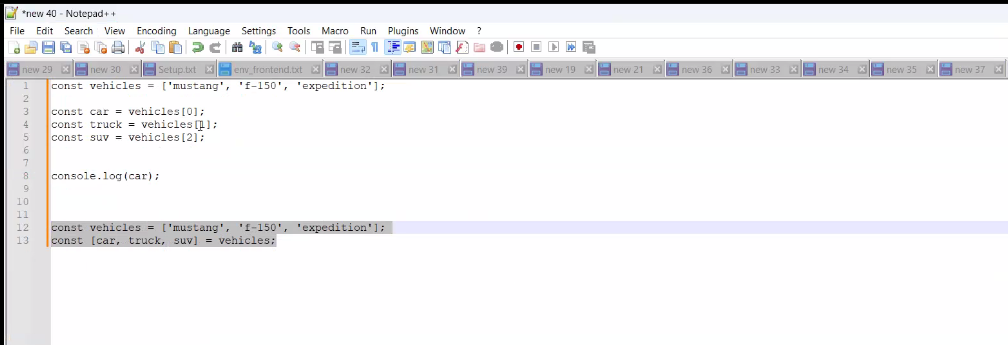 *new 40 - Notepad++
File Edit Search View Encoding Language Settings Tools Macro Run Plugins Window ?
new 29 new 30 Setup.txt env_frontend.txt new 32 new 31 new 39 new 19 new 21 new 36 new 33 new 34 new 35 new 37
1 const vehicles = ['mustang', 'f-150', 'expedition'];
2
3 const car = vehicles[0];
4 const truck = vehicles[1];
5 const suv = vehicles[2];
6
7
8 console.log(car);
9
10
11
12 const vehicles = ['mustang', 'f-150', 'expedition'];
13 const [car, truck, suv] = vehicles;